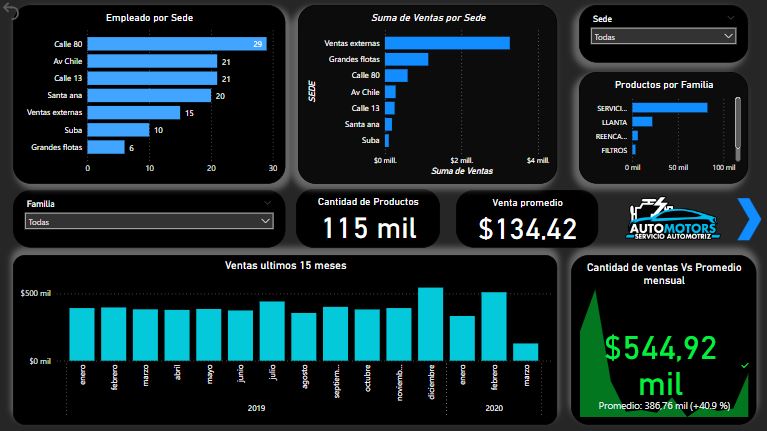 Empleado por Sede
Calle 80
29
Av Chile
21
Calle 13
21
Santa ana
20
Ventas externas
15
Suba
10
Grandes flotas
6
0
10
20
30
Suma de Ventas por Sede
SEDE
Ventas externas
Grandes flotas
Calle 80
Av Chile
Calle 13
Santa ana
Suba
$0 mill.
$2 mill.
$4 mill.
Suma de Ventas
Sede
Todas
Productos por Familia
SERVICI...
LLANTA
REENCA...
FILTROS
0 mil
50 mil
100 mil
Familia
Todas
Cantidad de Productos
115 mil
Venta promedio
$134,42
AUTOMOTORS
SERVICIO AUTOMOTRIZ
Ventas ultimos 15 meses
$500 mil
$0 mil
enero
febrero
marzo
abril
mayo
junio
julio
agosto
septiem...
octubre
noviemb...
diciembre
enero
febrero
marzo
2019
2020
Cantidad de ventas Vs Promedio
mensual
$544,92
mil
Promedio: 386,76 mil (+40.9 %)